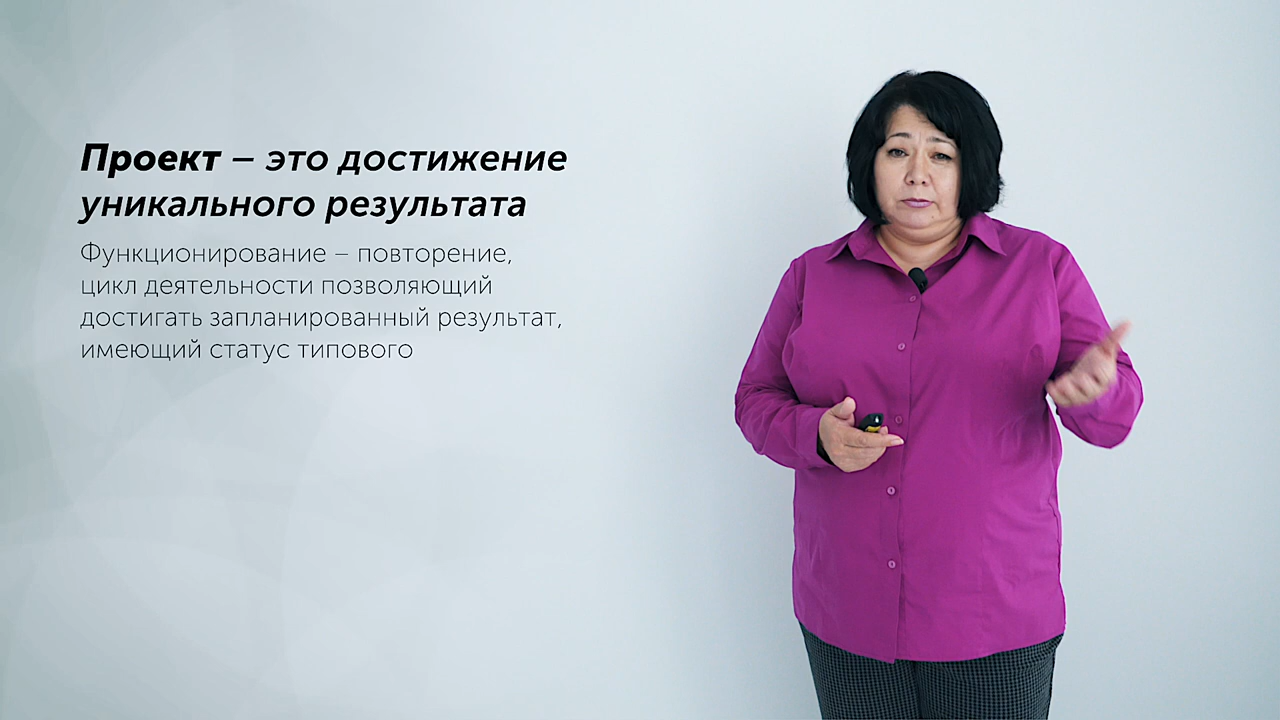 Проект – это достижение
уникального результата
Функционирование – повторение,
цикл деятельности позволяющий
достигать запланированный результат,
имеющий статус типового